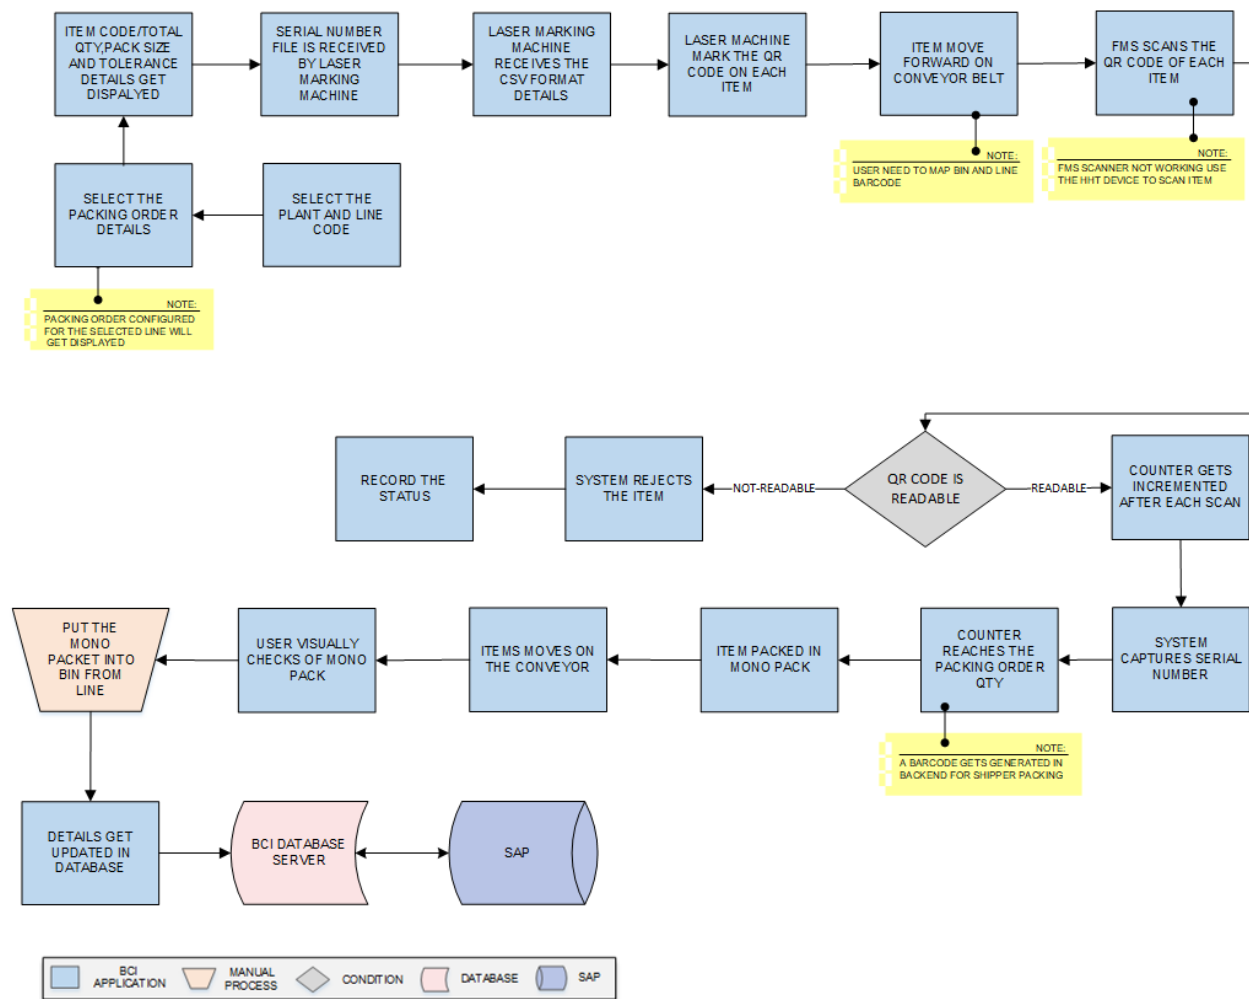 ITEM CODE/TOTAL
QTY,PACK SIZE
AND TOLERANCE
DETAILS GET
DISPALYED
SERIAL NUMBER
FILE IS RECEIVED
BY LASER
MARKING
MACHINE
LASER MARKING
MACHINE
RECEIVES THE
CSV FORMAT
DETAILS
LASER MACHINE
MARK THE QR
CODE ON EACH
ITEM
ITEM MOVE
FORWARD ON
CONVEYOR BELT
FMS SCANS THE
QR CODE OF EACH
ITEM
NOTE:
USER NEED TO MAP BIN AND LINE
BARCODE
NOTE:
FMS SCANNER NOT WORKING USE
THE HHT DEVICE TO SCAN ITEM
SELECT THE
PACKING ORDER
DETAILS
SELECT THE
PLANT AND LINE
CODE
NOTE:
PACKING ORDER CONFIGURED
FOR THE SELECTED LINE WILL
GET DISPLAYED
RECORD THE
STATUS
SYSTEM REJECTS
THE ITEM
NOT-READABLE
QR CODE IS
READABLE
READABLE
COUNTER GETS
INCREMENTED
AFTER EACH SCAN
PUT THE
MONO
PACKET INTO
BIN FROM
LINE
USER VISUALLY
CHECKS OF MONO
PACK
ITEMS MOVES ON
THE CONVEYOR
ITEM PACKED IN
MONO PACK
COUNTER
REACHES THE
PACKING ORDER
QTY
SYSTEM
CAPTURES SERIAL
NUMBER
NOTE:
A BARCODE GETS GENERATED IN
BACKEND FOR SHIPPER PACKING
DETAILS GET
UPDATED IN
DATABASE
BCI DATABASE
SERVER
SAP
BCI
APPLICATION
MANUAL
PROCESS
CONDITION
DATABASE
SAP